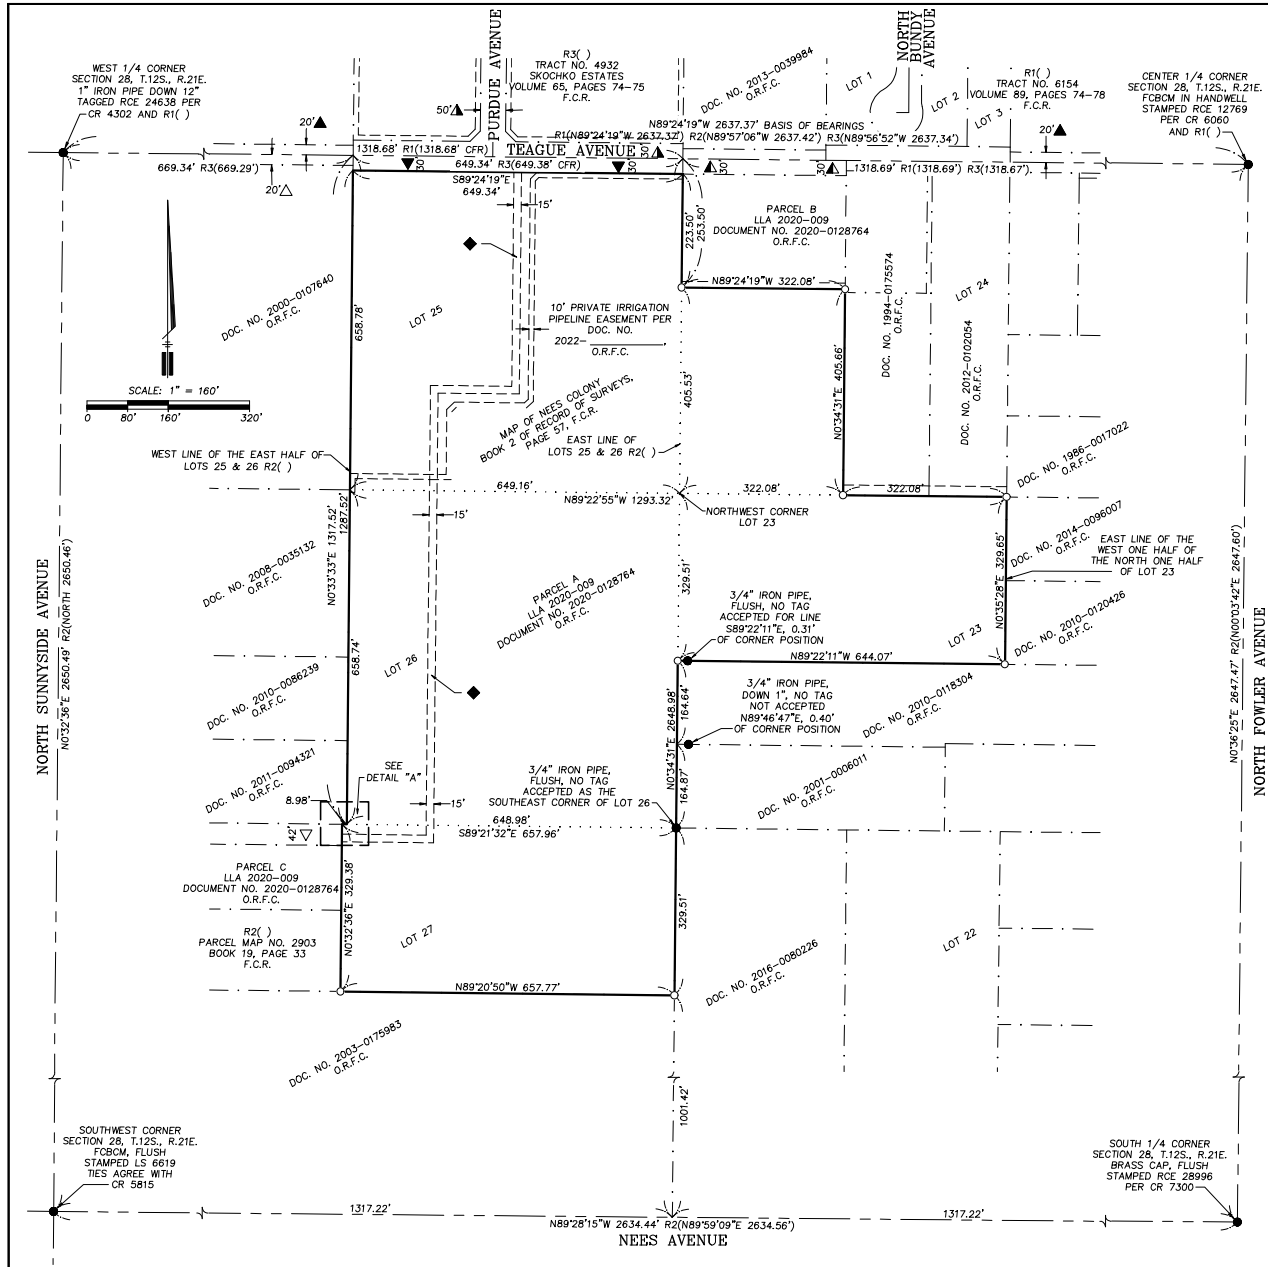 WEST 1/4 CORNER
SECTION 28, T.12S., R.21E.
1" IRON PIPE DOWN 12"
TAGGED RCE 24638 PER
CR 4302 AND R1( )
20'
50'
PURDUE AVENUE
R3( )
TRACT NO. 4932
SKOCHKO ESTATES
VOLUME 65, PAGES 74-75
F.C.R.
DOC. NO. 2013-0039984
O.R.F.C.
LOT 1
NORTH
BUNDY
AVENUE
LOT 2
LOT 3
R1( )
TRACT NO. 6154
VOLUME 89, PAGES 74-78
F.C.R.
20'
CENTER 1/4 CORNER
SECTION 28, T.12S, R.21E.
FCBCM IN HANDWELL
STAMPED RCE 12769
PER CR 6060
AND R1( )
N89°24'19"W 2637.37' BASIS OF BEARINGS
R1(N89°24'19"W 2637.37') R2(N89°57'06"W 2637.42') R3(N89°56'52"W 2637.34')
1318.68' R1(1318.68' CFR)
TEAGUE AVENUE
30'
669.34' R3(669.29')
30'
649.34' R3(649.38' CFR)
30'
30'
30'
1318.69' R1(1318.69') R3(1318.67').
20'
S89°24'19"E
649.34'
15'
223.50'
253.50'
PARCEL B
LLA 2020-009
DOCUMENT NO. 2020-0128764
O.R.F.C.
N89°24'19"W 322.08'
DOC. NO. 2000-0107640
O.R.F.C.
658.78'
LOT 25
10' PRIVATE IRRIGATION
PIPELINE EASEMENT PER
DOC. NO.
2022-__________,
O.R.F.C.
DOC. NO. 1994-0175574
O.R.F.C.
LOT 24
DOC. NO. 2012-0102054
O.R.F.C.
SCALE: 1" = 160'
0 80' 160' 320'
405.53'
N0°34'31"E 405.66'
MAP OF NEES COLONY
BOOK 2 OF RECORD OF SURVEYS,
PAGE 57, F.C.R.
EAST LINE OF
LOTS 25 & 26 R2( )
WEST LINE OF THE EAST HALF OF
LOTS 25 & 26 R2( )
DOC. NO. 1986-0017022
O.R.F.C.
649.16'
N89°22'55"W 1293.32'
322.08'
322.08'
NORTHWEST CORNER
LOT 23
15'
N0°33'33"E 1317.52'
1287.52'
DOC. NO. 2014-0096007
O.R.F.C.
EAST LINE OF THE
WEST ONE HALF OF
THE NORTH ONE HALF
OF LOT 23
N0°35'28"E 329.65'
NORTH SUNNYSIDE AVENUE
N0°32'36"E 2650.49' R2(NORTH 2650.46')
DOC. NO. 2008-0035132
O.R.F.C.
PARCEL A
LLA 2020-009
DOCUMENT NO. 2020-0128764
O.R.F.C.
329.51'
3/4" IRON PIPE,
FLUSH, NO TAG
ACCEPTED FOR LINE
S89°22'11"E, 0.31'
OF CORNER POSITION
LOT 23
DOC. NO. 2010-0120426
O.R.F.C.
N89°22'11"W 644.07'
658.74'
LOT 26
DOC. NO. 2010-0086239
O.R.F.C.
3/4" IRON PIPE,
DOWN 1", NO TAG
NOT ACCEPTED
N89°46'47"E, 0.40'
OF CORNER POSITION
164.64'
N0°34'31"E 2648.98'
164.87'
DOC. NO. 2010-0118304
O.R.F.C.
N0°36'25"E 2647.47' R2(N00°03'42"E 2647.60')
NORTH FOWLER AVENUE
DOC. NO. 2011-0094321
O.R.F.C.
SEE
DETAIL "A"
8.98'
15'
3/4" IRON PIPE,
FLUSH, NO TAG
ACCEPTED AS THE
SOUTHEAST CORNER OF LOT 26
DOC. NO. 2001-0006011
O.R.F.C.
42'
648.98'
S89°21'32"E 657.96'
PARCEL C
LLA 2020-009
DOCUMENT NO. 2020-0128764
O.R.F.C.
N0°32'36"E 329.38'
329.51'
R2( )
PARCEL MAP NO. 2903
BOOK 19, PAGE 33
F.C.R.
LOT 27
LOT 22
N89°20'50"W 657.77'
DOC. NO. 2016-0080226
O.R.F.C.
DOC. NO. 2003-0175983
O.R.F.C.
1001.42'
SOUTHWEST CORNER
SECTION 28, T.12S., R.21E.
FCBCM, FLUSH
STAMPED LS 6619
TIES AGREE WITH
CR 5815
SOUTH 1/4 CORNER
SECTION 28, T.12S., R.21E.
BRASS CAP, FLUSH
STAMPED RCE 28996
PER CR 7300
1317.22'
1317.22'
N89°28'15"W 2634.44' R2(N89°59'09"E 2634.56')
NEES AVENUE